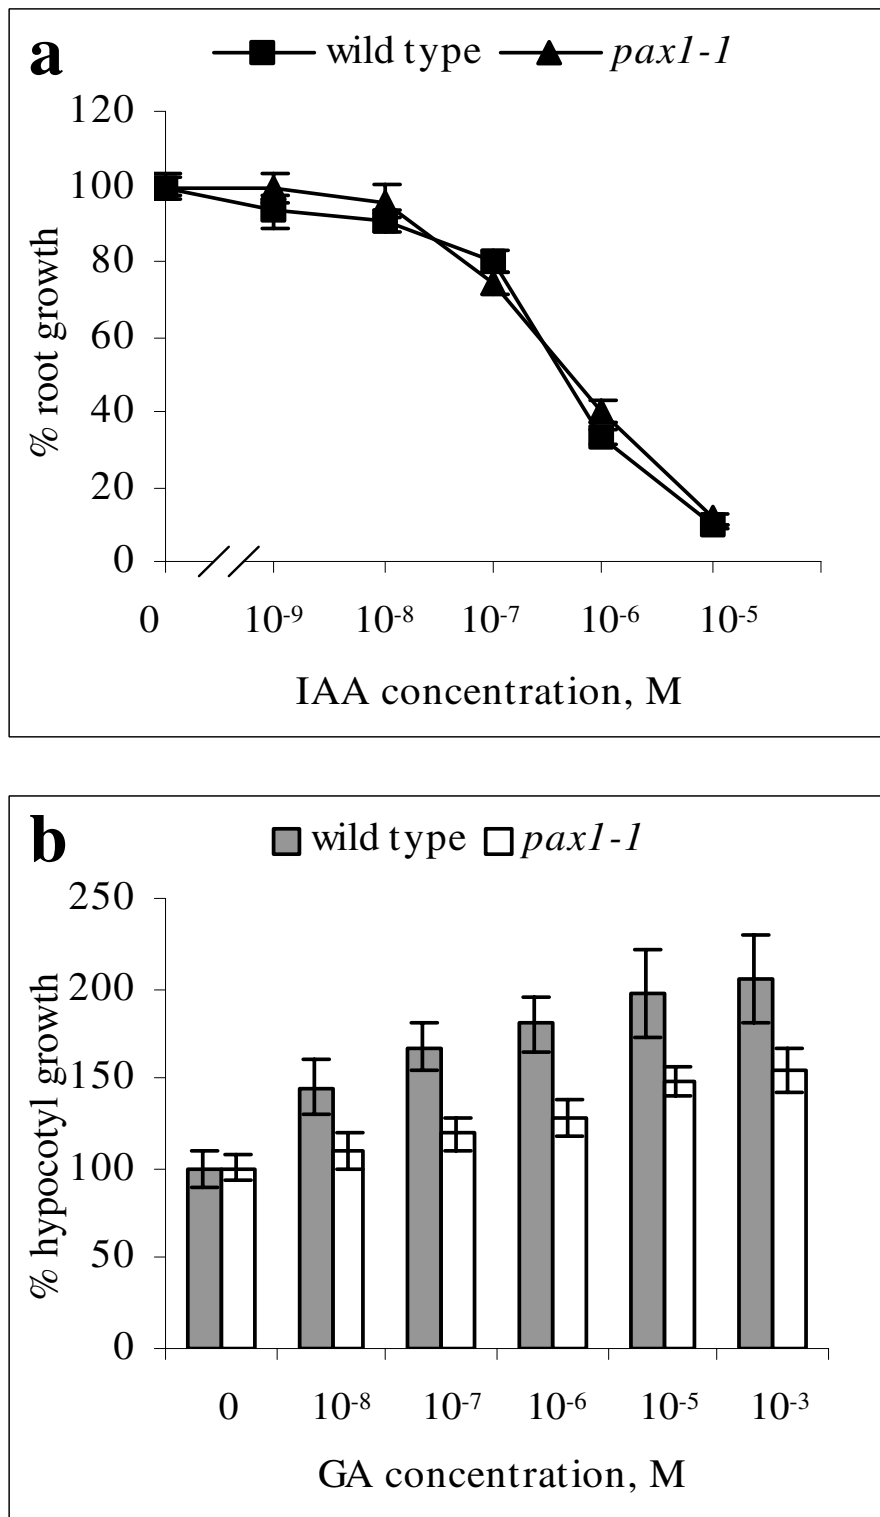 a
wild type pax1-1
120
100
80
60
40
20
0
% root growth
0 10-9 10-8 10-7 10-6 10-5
IAA concentration, M
b
wild type pax1-1
250
200
150
100
50
0
% hypocotyl growth
0 10-8 10-7 10-6 10-5 10-3
GA concentration, M